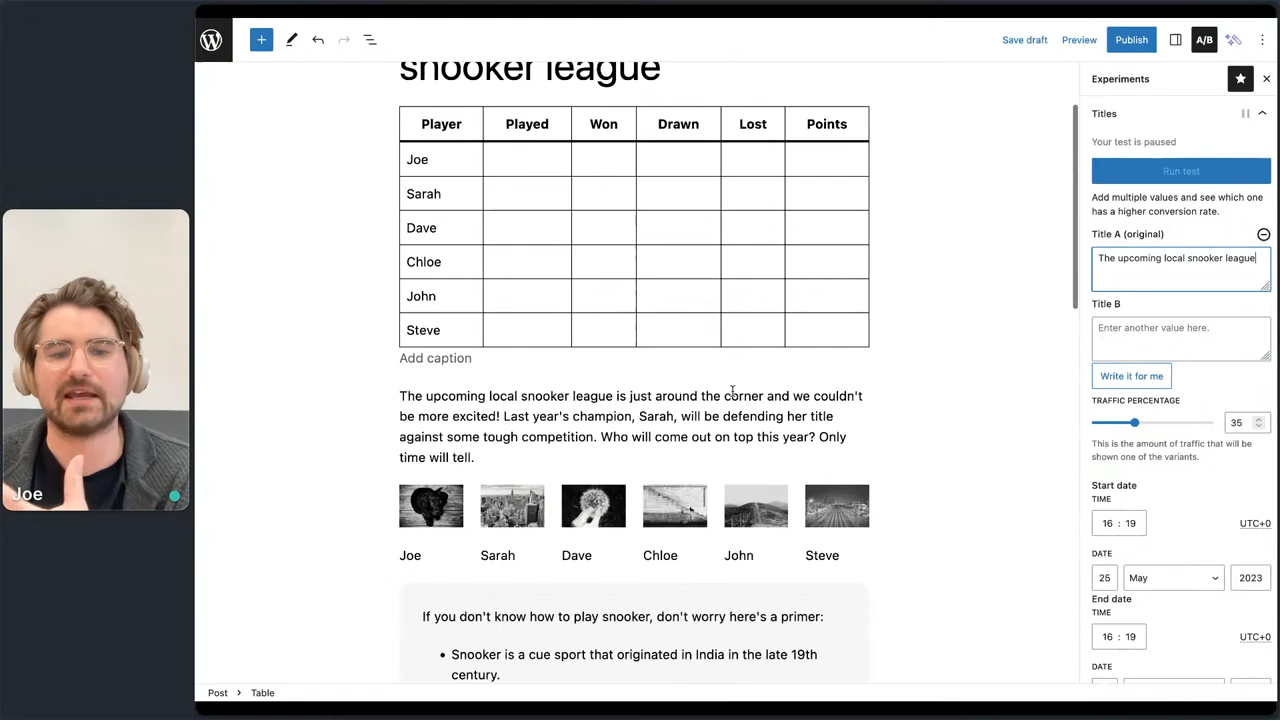 Save draft
Preview
Publish
A/B
snooker league
Player Played Won Drawn Lost Points
Joe
Sarah
Dave
Chloe
John
Steve
Add caption
The upcoming local snooker league is just around the corner and we couldn't
be more excited! Last year's champion, Sarah, will be defending her title
against some tough competition. Who will come out on top this year? Only
time will tell.
Joe Sarah Dave Chloe John Steve
If you don't know how to play snooker, don't worry here's a primer:
• Snooker is a cue sport that originated in India in the late 19th
century.
Post > Table
Experiments
Titles
Your test is paused
Run test
Add multiple values and see which one
has a higher conversion rate.
Title A (original)
The upcoming local snooker league
Title B
Enter another value here.
Write it for me
TRAFFIC PERCENTAGE
35
This is the amount of traffic that will be
shown one of the variants.
Start date
TIME
16 : 19 UTC+0
DATE
25 May 2023
End date
TIME
16 : 19 UTC+0
DATE
Joe